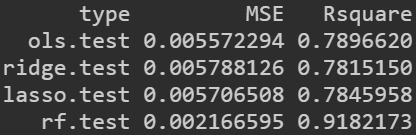 type MSE Rsquare
ols.test 0.005572294 0.7896620
ridge.test 0.005788126 0.7815150
lasso.test 0.005706508 0.7845958
rf.test 0.002166595 0.9182173